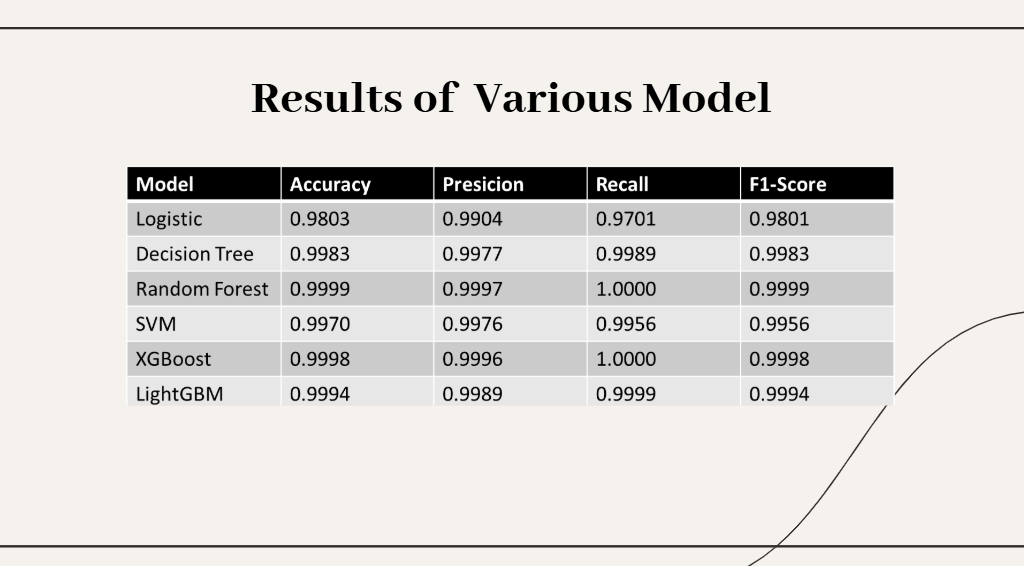 Results of Various Model
Model Accuracy Presicion Recall F1-Score
Logistic 0.9803 0.9904 0.9701 0.9801
Decision Tree 0.9983 0.9977 0.9989 0.9983
Random Forest 0.9999 0.9997 1.0000 0.9999
SVM 0.9970 0.9976 0.9956 0.9956
XGBoost 0.9998 0.9996 1.0000 0.9998
LightGBM 0.9994 0.9989 0.9999 0.9994